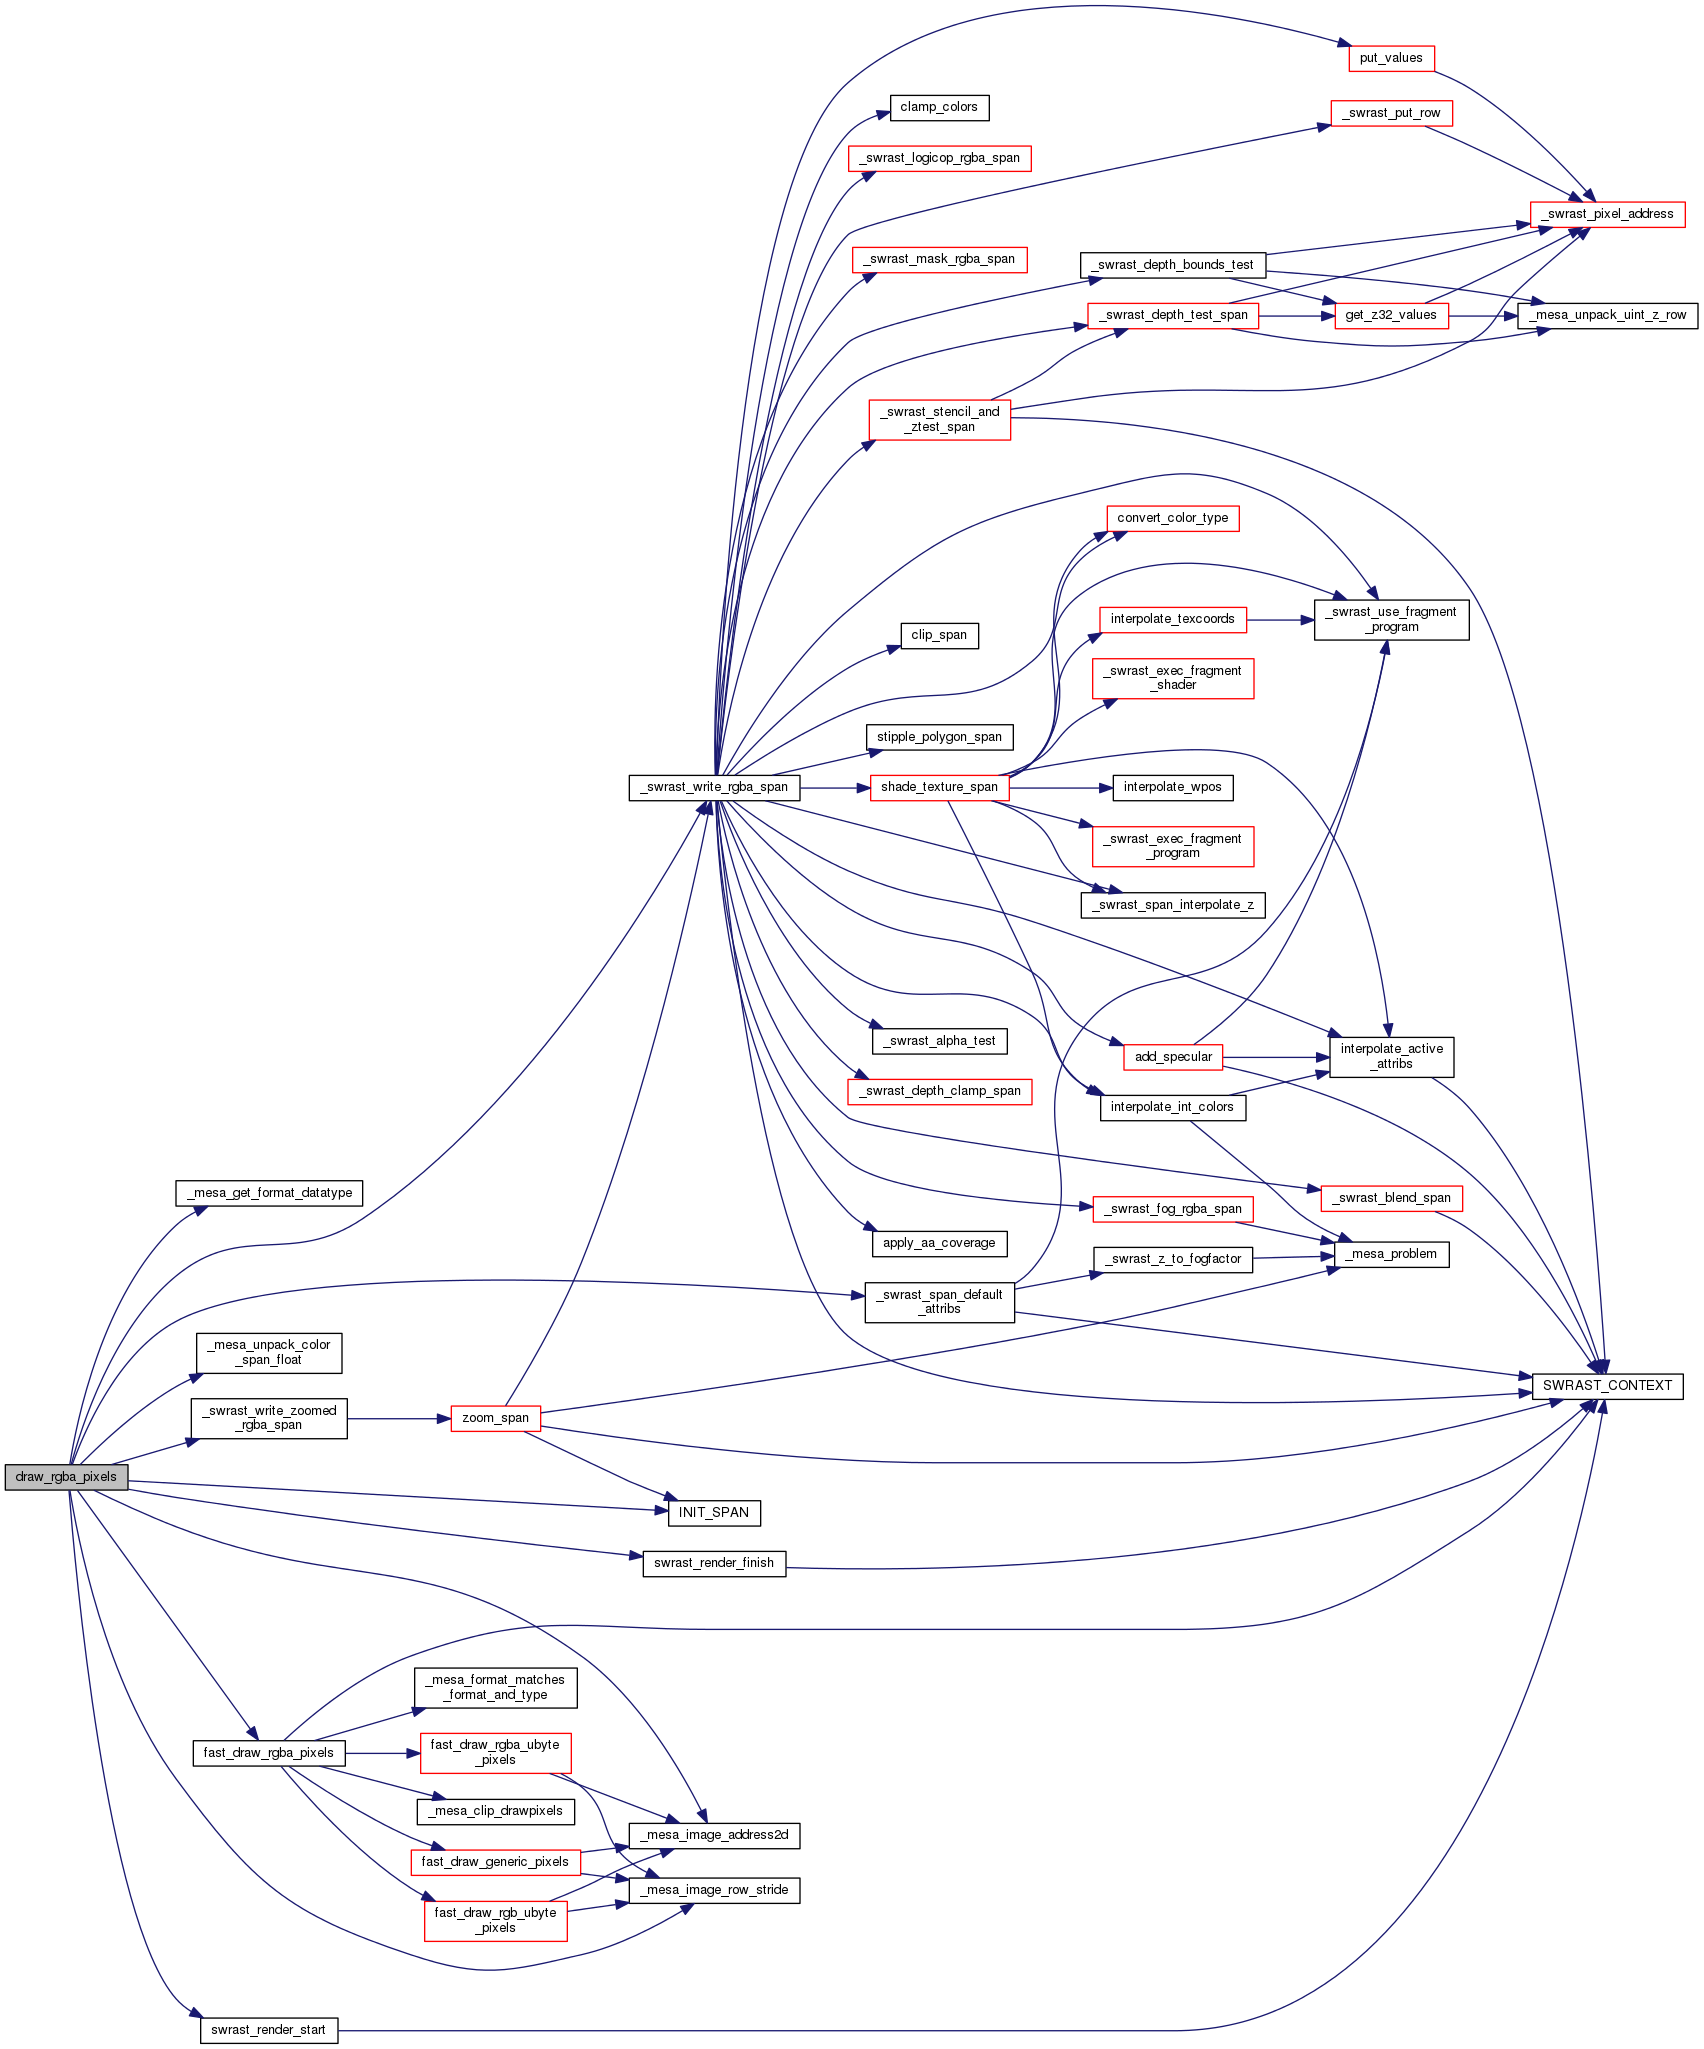 put_values
clamp_colors
_swrast_put_row
_swrast_logicop_rgba_span
_swrast_pixel_address
_swrast_mask_rgba_span
_swrast_depth_bounds_test
_swrast_depth_test_span
get_z32_values
_mesa_unpack_uint_z_row
_swrast_stencil_and
_ztest_span
convert_color_type
interpolate_texcoords
_swrast_use_fragment
_program
clip_span
_swrast_exec_fragment
_shader
stipple_polygon_span
_swrast_write_rgba_span
shade_texture_span
interpolate_wpos
_swrast_exec_fragment
_program
_swrast_span_interpolate_z
_swrast_alpha_test
add_specular
interpolate_active
_attribs
_swrast_depth_clamp_span
interpolate_int_colors
_mesa_get_format_datatype
_swrast_blend_span
_swrast_fog_rgba_span
apply_aa_coverage
_swrast_z_to_fogfactor
_mesa_problem
_swrast_span_default
_attribs
_mesa_unpack_color
_span_float
SWRAST_CONTEXT
_swrast_write_zoomed
_rgba_span
zoom_span
draw_rgba_pixels
INIT_SPAN
swrast_render_finish
_mesa_format_matches
_format_and_type
fast_draw_rgba_pixels
fast_draw_rgba_ubyte
_pixels
_mesa_clip_drawpixels
_mesa_image_address2d
fast_draw_generic_pixels
_mesa_image_row_stride
fast_draw_rgb_ubyte
_pixels
swrast_render_start